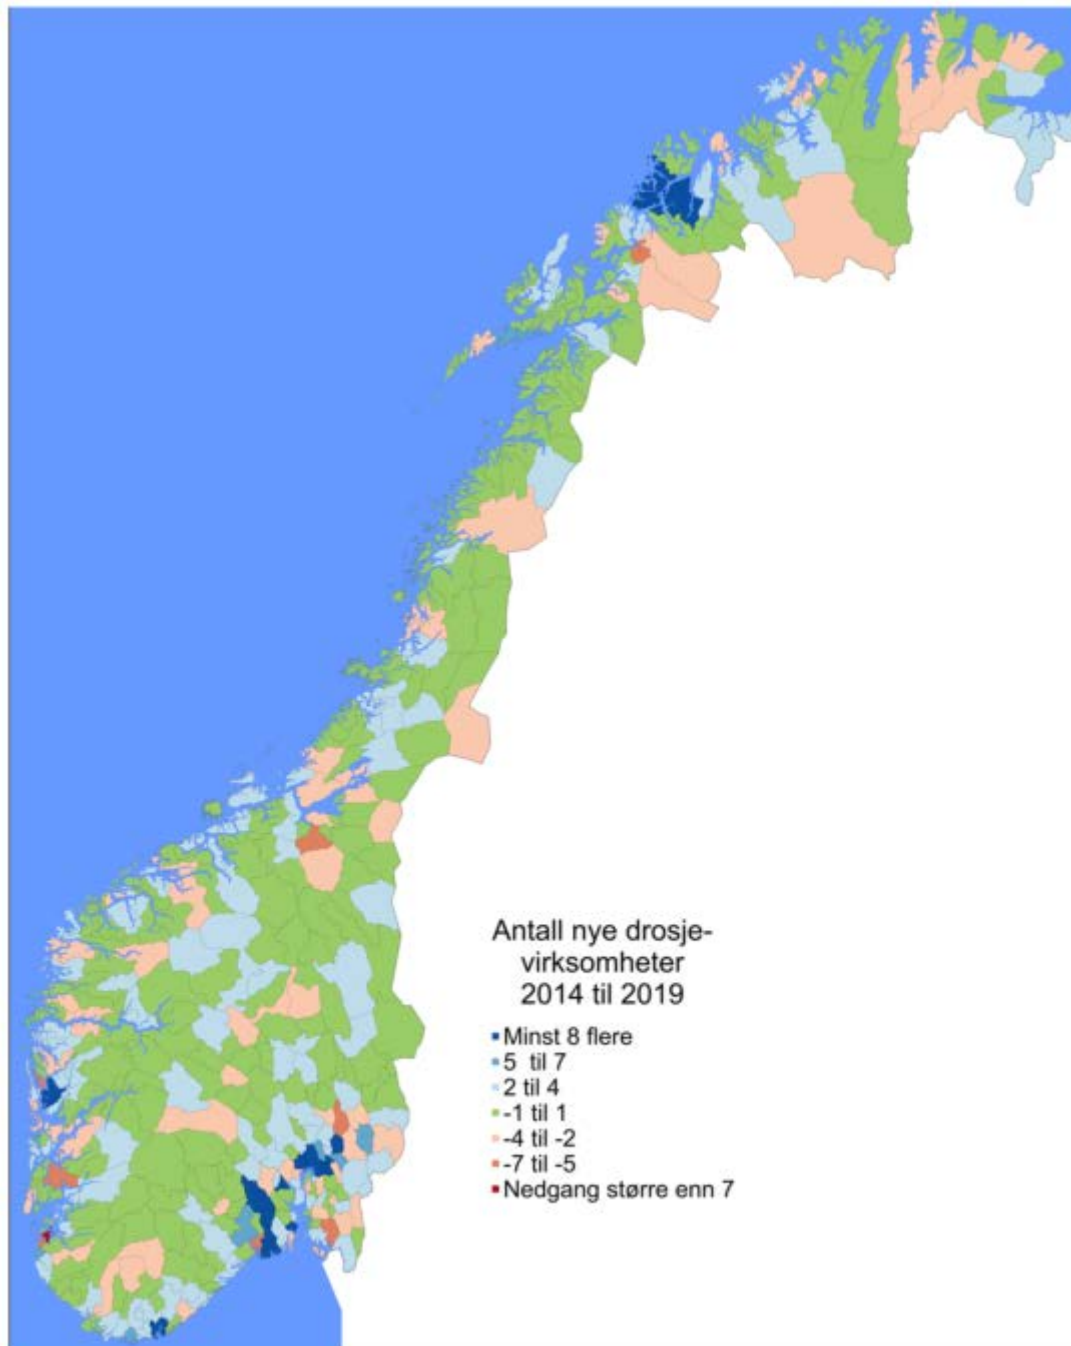 Antall nye drosje-
virksomheter
2014 til 2019
Minst 8 flere
5 til 7
2 til 4
-1 til 1
-4 til -2
-7 til -5
Nedgang større enn 7